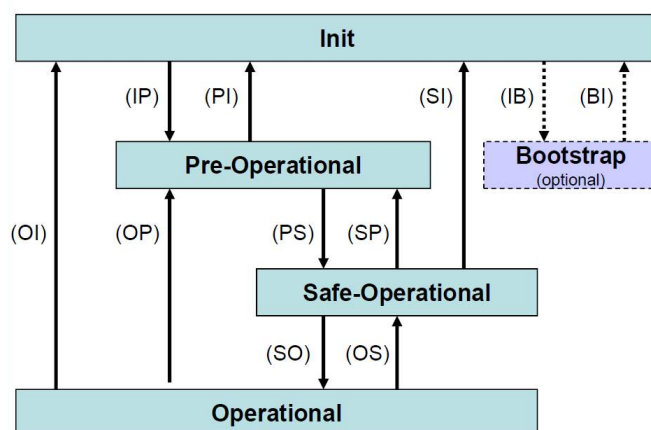 Init
(IP)
(PI)
(SI)
(IB)
(BI)
Pre-Operational
Bootstrap
(optional)
(OI)
(OP)
(PS)
(SP)
Safe-Operational
(SO)
(OS)
Operational